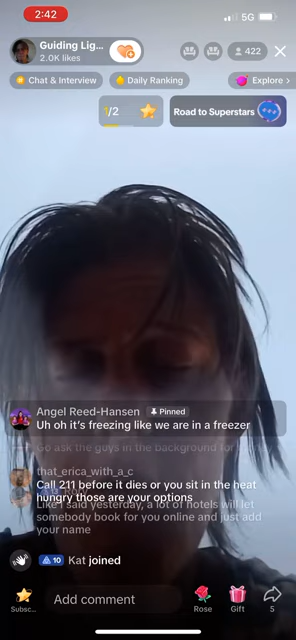 2:42
5G
Guiding Lig...
2.0K likes
422
Chat & Interview
Daily Ranking
Explore >
1/2
Road to Superstars
Angel Reed-Hansen
Pinned
Uh oh it's freezing like we are in a freezer
Go ask the guys in the background for
that_erica_with_a_c
Call 211 before it dies or you sit in the heat
hungry those are your options
Like I said yesterday, a lot of hotels will let
somebody book for you online and just add
your name
10 Kat joined
Subsc...
Add comment
Rose
Gift
5